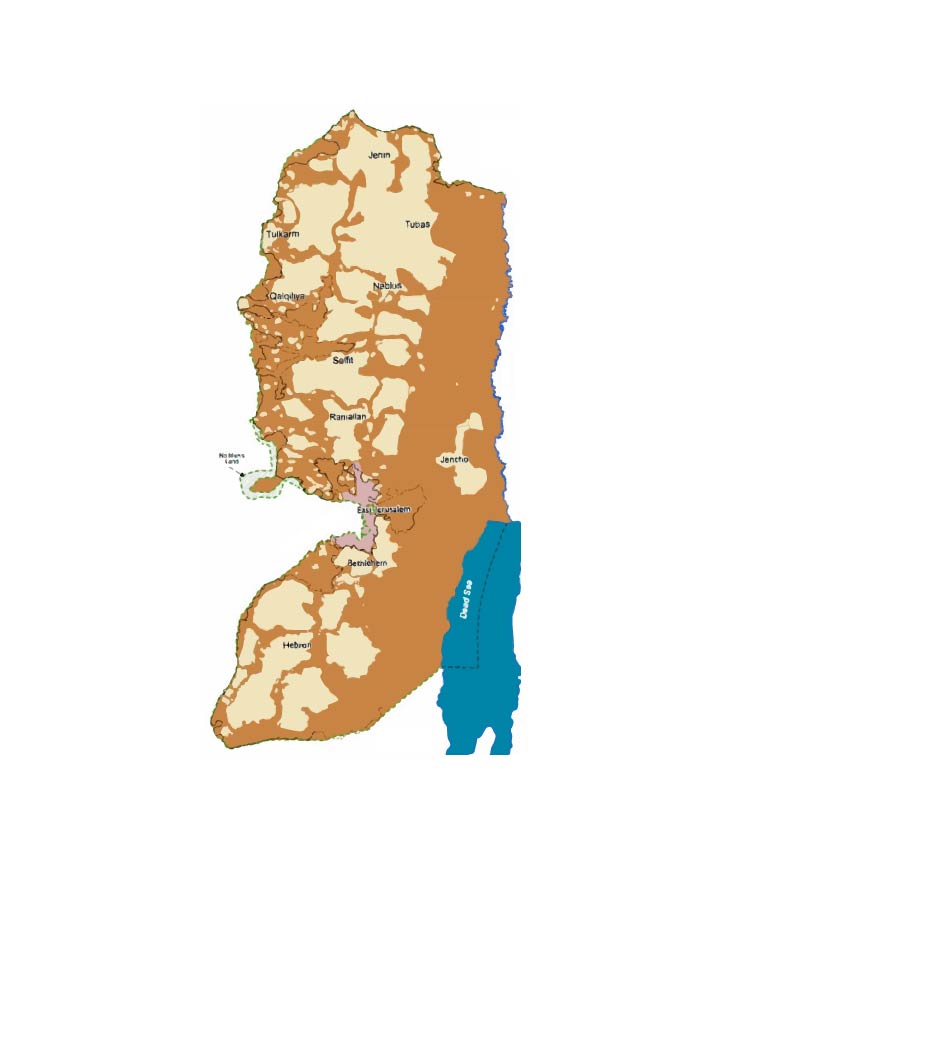 Jenin
Tubas
Tulkarm
Nablus
Qalqiliya
Salfit
Ramallah
No Mans
Land
Jericho
East Jerusalem
Bethlehem
Dead Sea
Hebron